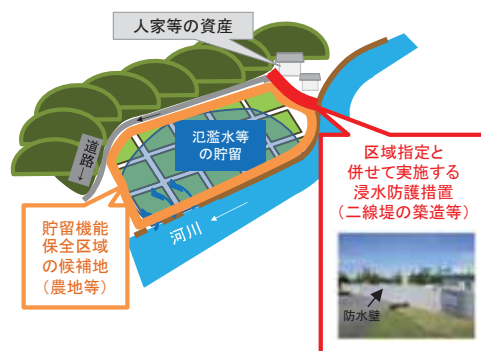 人家等の資産
道路
氾濫水等
の貯留
河川
貯留機能
保全区域
の候補地
(農地等)
区域指定と
併せて実施する
浸水防護措置
(二線堤の築造等)
防水壁